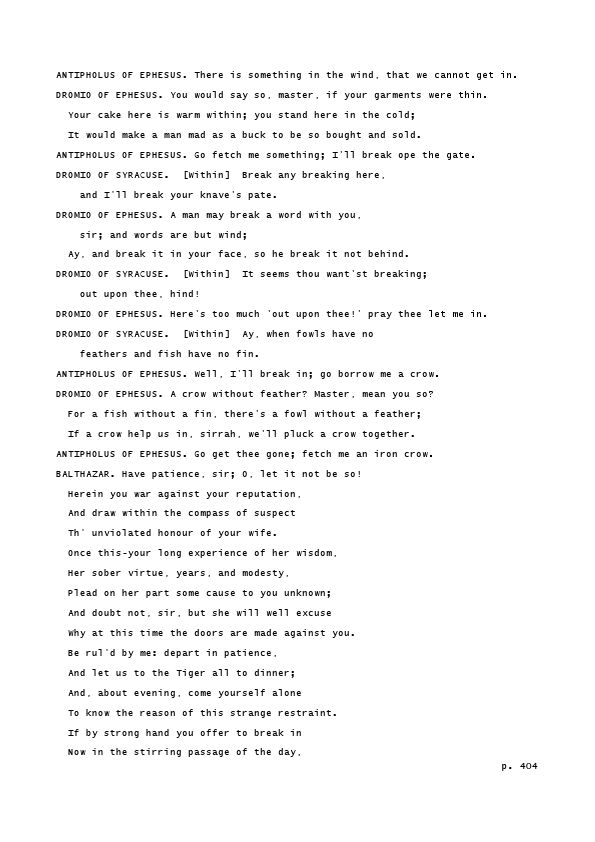 ANTIPHOLUS OF EPHESUS. There is something in the wind, that we cannot get in.
DROMIO OF EPHESUS. You would say so, master, if your garments were thin.
Your cake here is warm within; you stand here in the cold;
It would make a man mad as a buck to be so bought and sold.
ANTIPHOLUS OF EPHESUS. Go fetch me something; I'll break ope the gate.
DROMIO OF SYRACUSE.  [Within]  Break any breaking here,
and I'll break your knave's pate.
DROMIO OF EPHESUS. A man may break a word with you,
sir; and words are but wind;
Ay, and break it in your face, so he break it not behind.
DROMIO OF SYRACUSE.  [Within]  It seems thou want'st breaking;
out upon thee, hind!
DROMIO OF EPHESUS. Here's too much 'out upon thee!' pray thee let me in.
DROMIO OF SYRACUSE.  [Within]  Ay, when fowls have no
feathers and fish have no fin.
ANTIPHOLUS OF EPHESUS. Well, I'll break in; go borrow me a crow.
DROMIO OF EPHESUS. A crow without feather? Master, mean you so?
For a fish without a fin, there's a fowl without a feather;
If a crow help us in, sirrah, we'll pluck a crow together.
ANTIPHOLUS OF EPHESUS. Go get thee gone; fetch me an iron crow.
BALTHAZAR. Have patience, sir; O, let it not be so!
Herein you war against your reputation,
And draw within the compass of suspect
Th' unviolated honour of your wife.
Once this-your long experience of her wisdom,
Her sober virtue, years, and modesty,
Plead on her part some cause to you unknown;
And doubt not, sir, but she will well excuse
Why at this time the doors are made against you.
Be rul'd by me: depart in patience,
And let us to the Tiger all to dinner;
And, about evening, come yourself alone
To know the reason of this strange restraint.
If by strong hand you offer to break in
Now in the stirring passage of the day,
p. 404